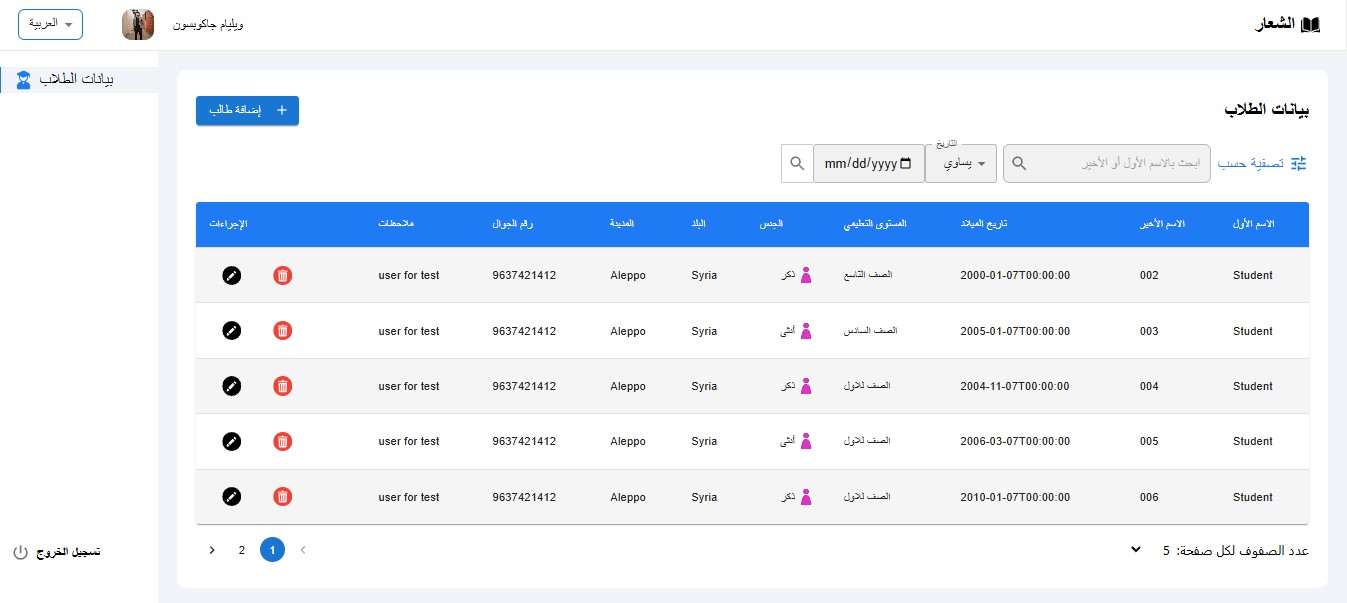 الشعار
ويليام جاكوبسون
العربية
بيانات الطلاب
بيانات الطلاب
إضافة طالب +
تصفية حسب
ابحث بالاسم الأول أو الأخير
التاريخ
يساوي
mm/dd/yyyy
الاسم الأول الاسم الأخير تاريخ الميلاد المستوى التعليمي الجنس البلد المدينة رقم الجوال ملاحظات الإجراءات
Student 002 2000-01-07T00:00:00 الصف التاسع ذكر Syria Aleppo 9637421412 user for test
Student 003 2005-01-07T00:00:00 الصف السادس أنثى Syria Aleppo 9637421412 user for test
Student 004 2004-11-07T00:00:00 الصف للاول ذكر Syria Aleppo 9637421412 user for test
Student 005 2006-03-07T00:00:00 الصف للاول أنثى Syria Aleppo 9637421412 user for test
Student 006 2010-01-07T00:00:00 الصف للاول ذكر Syria Aleppo 9637421412 user for test
عدد الصفوف لكل صفحة: 5
1 2
تسجيل الخروج